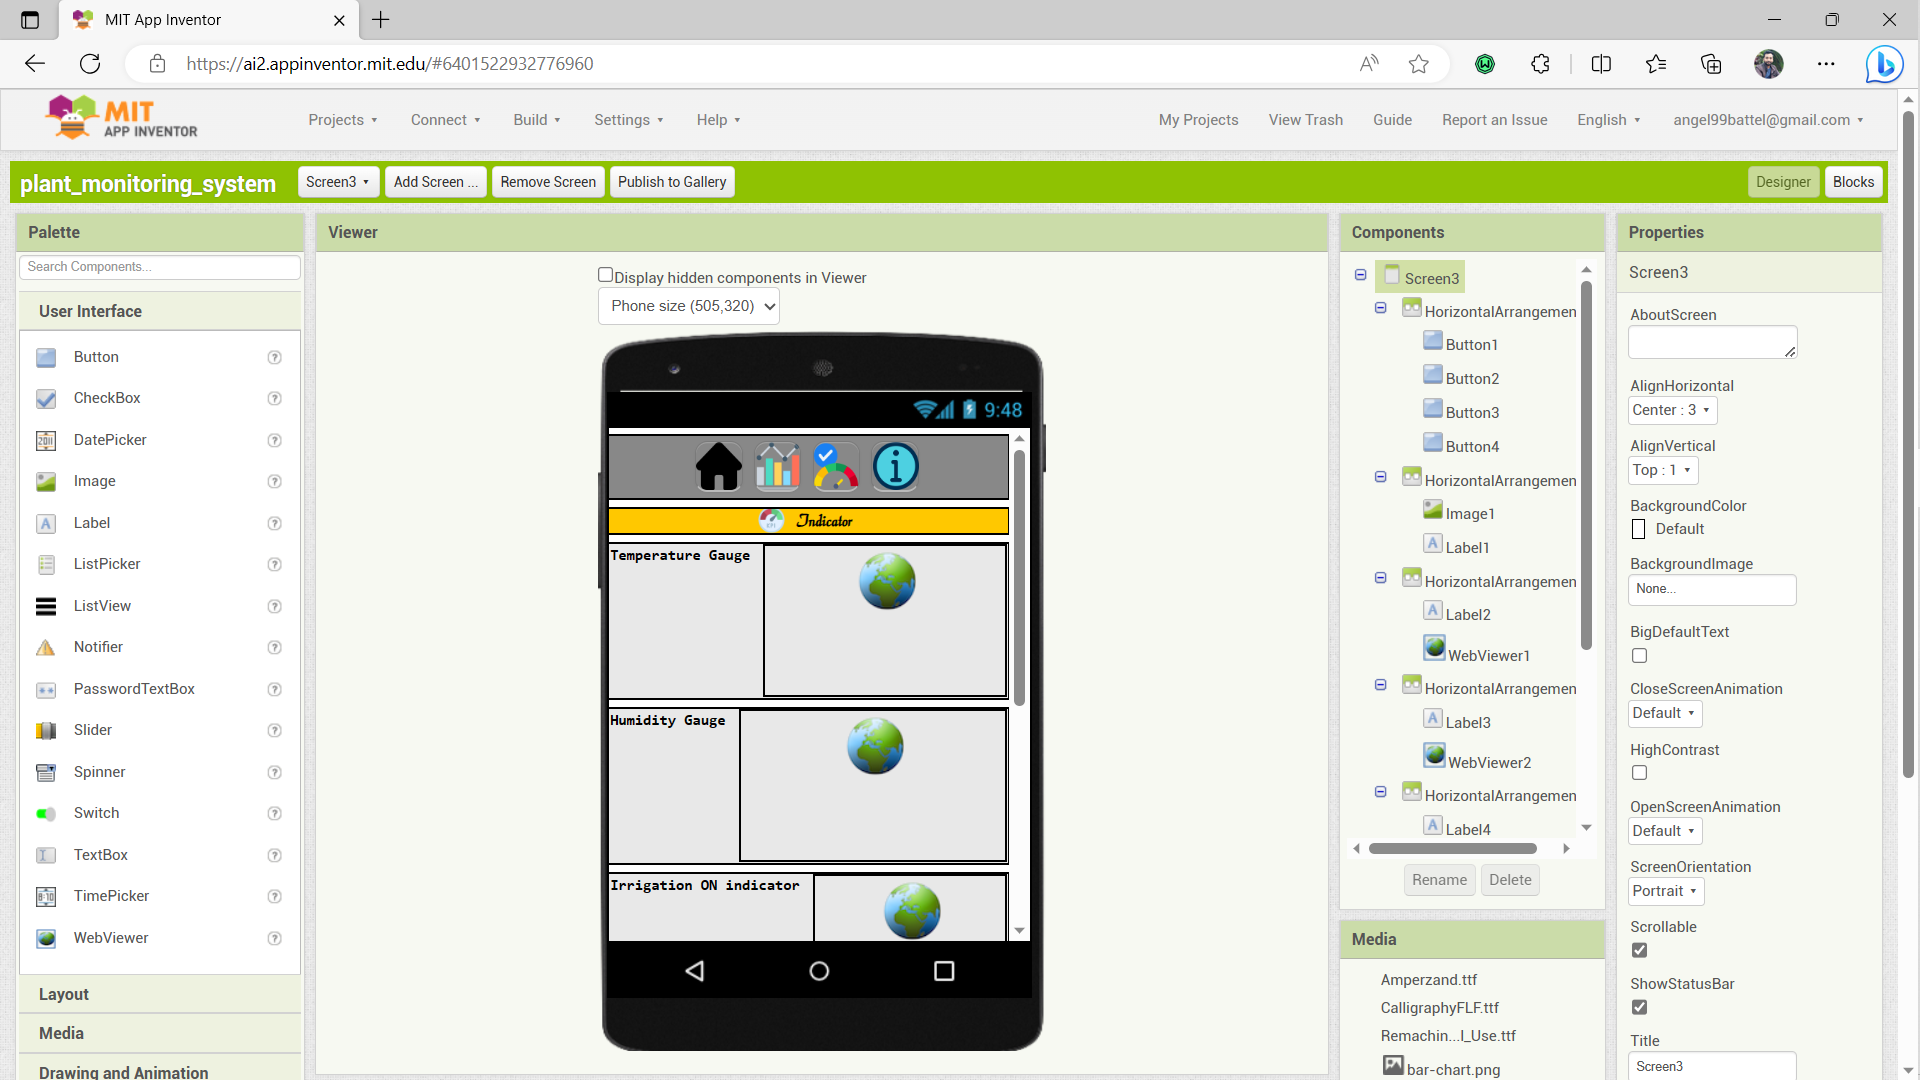 MIT App Inventor
https://ai2.appinventor.mit.edu/#6401522932776960
MIT
APP INVENTOR
Projects
Connect
Build
Settings
Help
My Projects
View Trash
Guide
Report an Issue
English
angel99battel@gmail.com
plant_monitoring_system
Screen3
Add Screen ...
Remove Screen
Publish to Gallery
Designer
Blocks
Palette
Search Components...
User Interface
Button
CheckBox
DatePicker
Image
Label
ListPicker
ListView
Notifier
PasswordTextBox
Slider
Spinner
Switch
TextBox
TimePicker
WebViewer
Layout
Media
Drawing and Animation
Viewer
Display hidden components in Viewer
Phone size (505,320)
9:48
Indicator
Temperature Gauge
Humidity Gauge
Irrigation ON indicator
Components
Screen3
HorizontalArrangemen
Button1
Button2
Button3
Button4
HorizontalArrangemen
Image1
Label1
HorizontalArrangemen
Label2
WebViewer1
HorizontalArrangemen
Label3
WebViewer2
HorizontalArrangemen
Label4
Rename
Delete
Media
Amperzand.ttf
CalligraphyFLF.ttf
Remachin...l_Use.ttf
bar-chart.png
Properties
Screen3
AboutScreen
AlignHorizontal
Center : 3
AlignVertical
Top : 1
BackgroundColor
Default
BackgroundImage
None...
BigDefaultText
CloseScreenAnimation
Default
HighContrast
OpenScreenAnimation
Default
ScreenOrientation
Portrait
Scrollable
ShowStatusBar
Title
Screen3